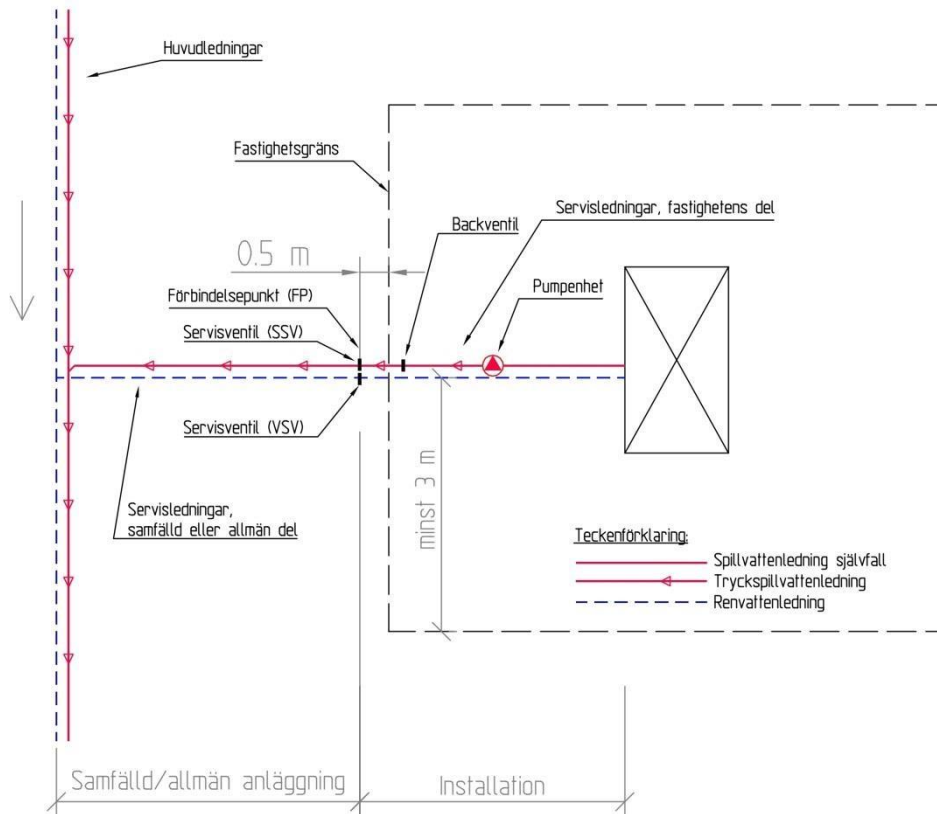 Huvudledningar
Fastighetsgräns
Servisledningar, fastighetens del
Backventil
0.5 m
Pumpenhet
Förbindelsepunkt (FP)
Servisventil (SSV)
Servisventil (VSV)
minst 3 m
Servisledningar,
samfälld eller allmän del
Teckenförklaring:
Spillvattenledning självfall
Tryckspillvattenledning
Renvattenledning
Samfälld/allmän anläggning
Installation